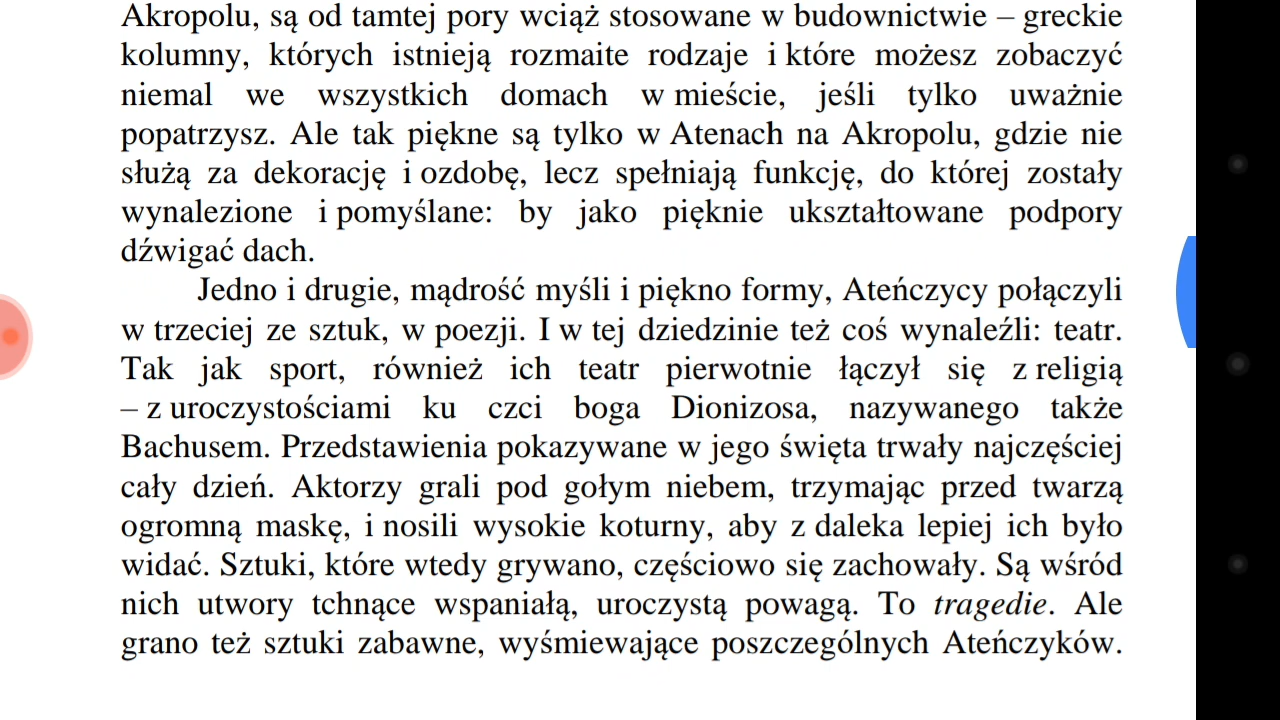 Akropolu, są od tamtej pory wciąż stosowane w budownictwie – greckie
kolumny, których istnieją rozmaite rodzaje i które możesz zobaczyć
niemal we wszystkich domach w mieście, jeśli tylko uważnie
popatrzysz. Ale tak piękne są tylko w Atenach na Akropolu, gdzie nie
służą za dekorację i ozdobę, lecz spełniają funkcję, do której zostały
wynalezione i pomyślane: by jako pięknie ukształtowane podpory
dźwigać dach.
Jedno i drugie, mądrość myśli i piękno formy, Ateńczycy połączyli
w trzeciej ze sztuk, w poezji. I w tej dziedzinie też coś wynaleźli: teatr.
Tak jak sport, również ich teatr pierwotnie łączył się z religią
– z uroczystościami ku czci boga Dionizosa, nazywanego także
Bachusem. Przedstawienia pokazywane w jego święta trwały najczęściej
cały dzień. Aktorzy grali pod gołym niebem, trzymając przed twarzą
ogromną maskę, i nosili wysokie koturny, aby z daleka lepiej ich było
widać. Sztuki, które wtedy grywano, częściowo się zachowały. Są wśród
nich utwory tchnące wspaniałą, uroczystą powagą. To tragedie. Ale
grano też sztuki zabawne, wyśmiewające poszczególnych Ateńczyków.